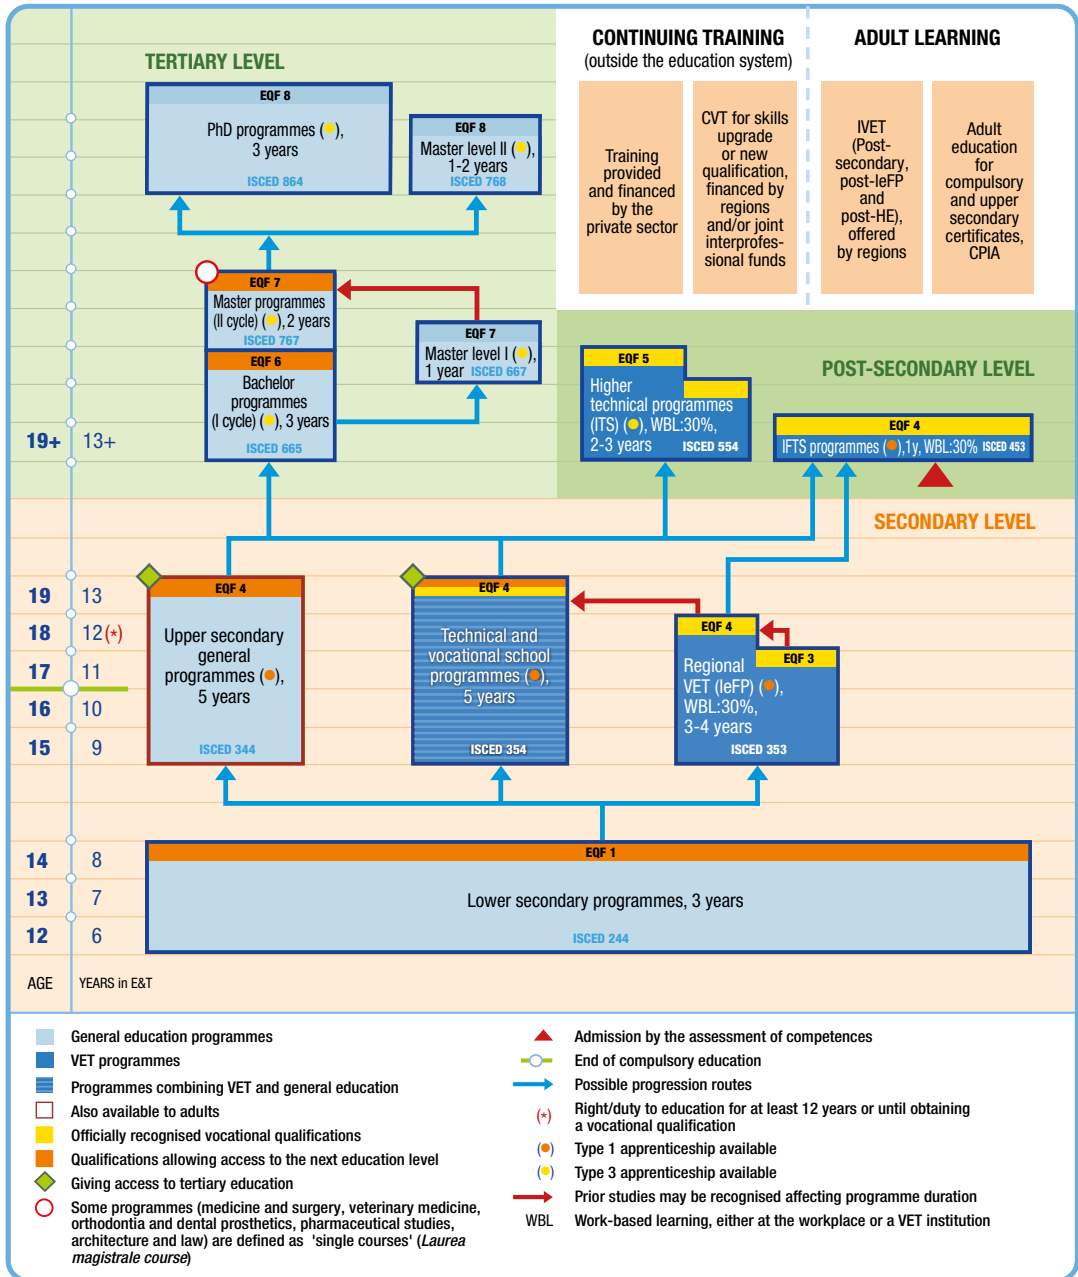 CONTINUING TRAINING
(outside the education system)
ADULT LEARNING
TERTIARY LEVEL
EQF 8
PhD programmes (●),
3 years
ISCED 864
EQF 8
Master level II (●),
1-2 years
ISCED 768
Training
provided
and financed
by the
private sector
CVT for skills
upgrade
or new
qualification,
financed by
regions
and/or joint
interprofes-
sional funds
IVET
(Post-
secondary,
post-IeFP
and
post-HE),
offered
by regions
Adult
education
for
compulsory
and upper
secondary
certificates,
CPIA
EQF 7
Master programmes
(II cycle) (●), 2 years
ISCED 767
EQF 6
Bachelor
programmes
(I cycle) (●), 3 years
ISCED 665
EQF 7
Master level I (●),
1 year ISCED 667
POST-SECONDARY LEVEL
EQF 5
Higher
technical programmes
(ITS) (●), WBL:30%,
2-3 years ISCED 554
EQF 4
IFTS programmes (●),1y, WBL:30% ISCED 453
19+ 13+
SECONDARY LEVEL
19 13
18 12(*)
17 11
16 10
15 9
EQF 4
Upper secondary
general
programmes (●),
5 years
ISCED 344
EQF 4
Technical and
vocational school
programmes (●),
5 years
ISCED 354
EQF 4
EQF 3
Regional
VET (IeFP) (●),
WBL:30%,
3-4 years
ISCED 353
14 8
13 7
12 6
EQF 1
Lower secondary programmes, 3 years
ISCED 244
AGE YEARS in E&T
General education programmes
VET programmes
Programmes combining VET and general education
Also available to adults
Officially recognised vocational qualifications
Qualifications allowing access to the next education level
Giving access to tertiary education
Some programmes (medicine and surgery, veterinary medicine,
orthodontia and dental prosthetics, pharmaceutical studies,
architecture and law) are defined as 'single courses' (Laurea
magistrale course)
Admission by the assessment of competences
End of compulsory education
Possible progression routes
(*) Right/duty to education for at least 12 years or until obtaining
a vocational qualification
(●) Type 1 apprenticeship available
(●) Type 3 apprenticeship available
Prior studies may be recognised affecting programme duration
WBL Work-based learning, either at the workplace or a VET institution